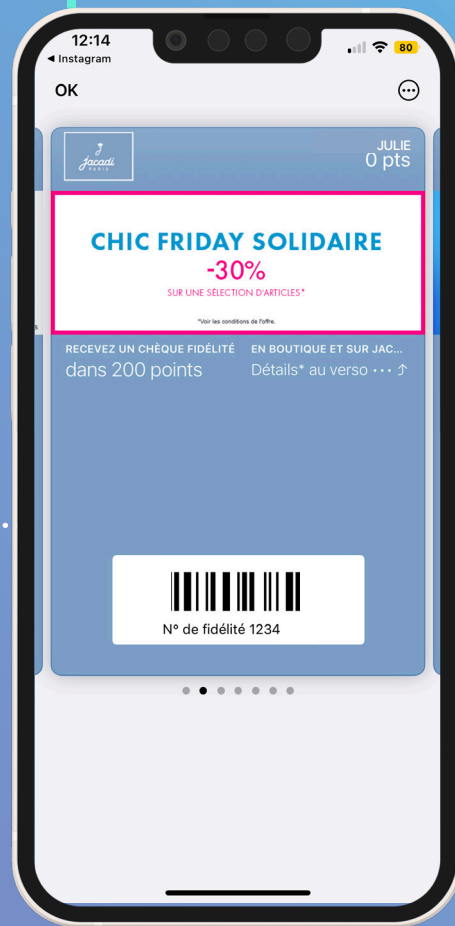 12:14
80
◀ Instagram
OK
Jacadi
PARIS
JULIE
0 pts
CHIC FRIDAY SOLIDAIRE
-30%
SUR UNE SÉLECTION D'ARTICLES*
*Voir les conditions de l'offre.
s
RECEVEZ UN CHÈQUE FIDÉLITÉ
dans 200 points
EN BOUTIQUE ET SUR JAC...
Détails* au verso ••• ⤴
N° de fidélité 1234